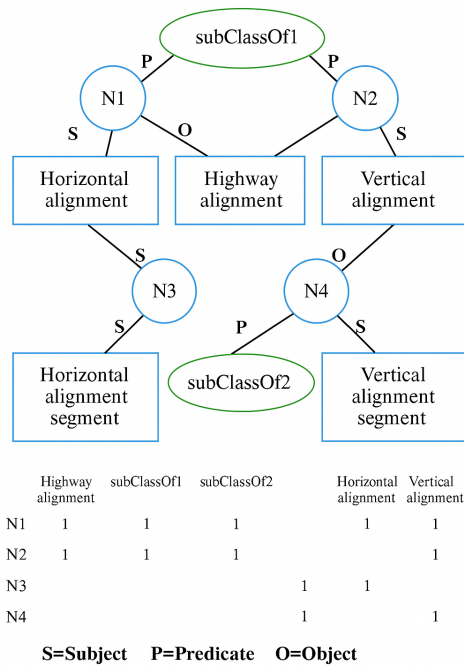 subClassOf1
P P
N1 N2
S O S
Horizontal alignment
Highway alignment
Vertical alignment
S O
N3 N4
S P S
Horizontal alignment segment
subClassOf2
Vertical alignment segment
Highway alignment subClassOf1 subClassOf2 Horizontal alignment Vertical alignment
N1 1 1 1 1 1
N2 1 1 1 1
N3 1 1
N4 1 1
S=Subject P=Predicate O=Object